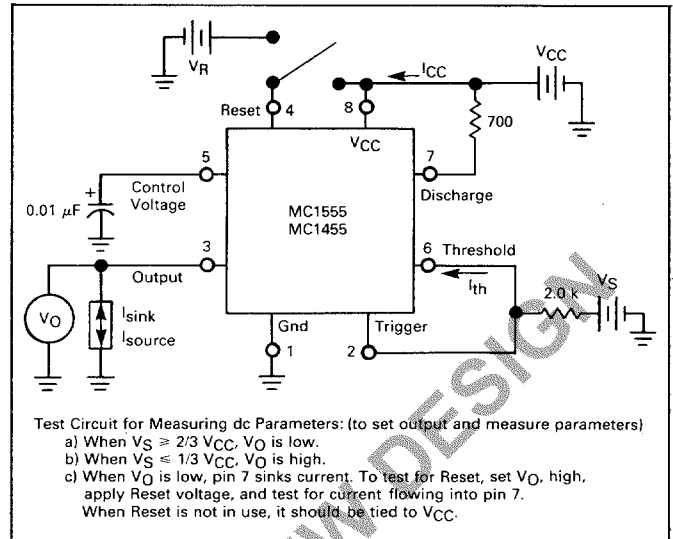 VR
ICC
VCC
Reset 4
8
700
VCC
5
7
Control
Voltage
+
0.01 μF
Discharge
MC1555
MC1455
3
6 Threshold
Output
Ith
VS
2.0 k
VO
Isink
Isource
Gnd
Trigger
1
2
Test Circuit for Measuring dc Parameters: (to set output and measure parameters)
a) When VS ≥ 2/3 VCC, VO is low.
b) When VS ≤ 1/3 VCC, VO is high.
c) When VO is low, pin 7 sinks current. To test for Reset, set VO, high,
apply Reset voltage, and test for current flowing into pin 7.
When Reset is not in use, it should be tied to VCC.
W DESIGN